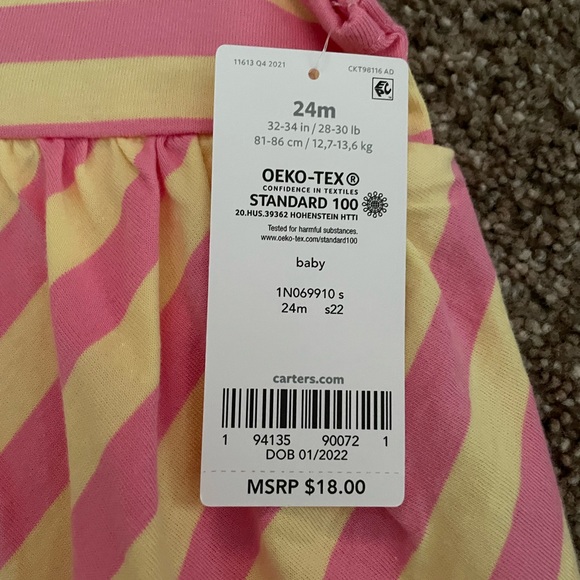 11613 Q4 2021 CKT98116 AD
24m
32-34 in / 28-30 lb
81-86 cm / 12,7-13,6 kg
OEKO-TEX®
CONFIDENCE IN TEXTILES
STANDARD 100
20.HUS.39362 HOHENSTEIN HTTI
Tested for harmful substances.
www.oeko-tex.com/standard100
baby
1N069910 s
24m s22
carters.com
1 94135 90072 1
DOB 01/2022
MSRP $18.00